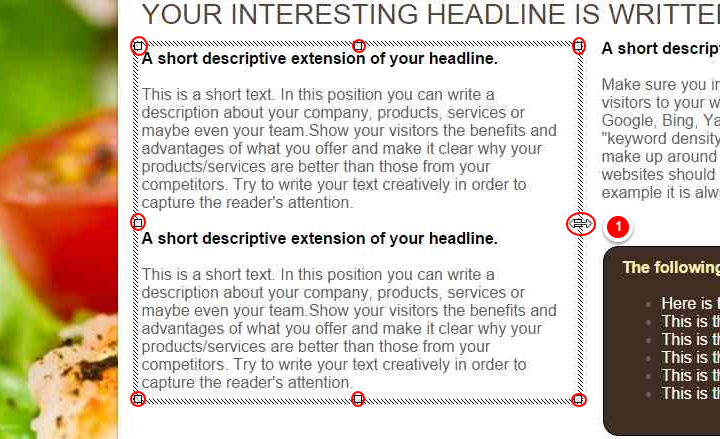 YOUR INTERESTING HEADLINE IS WRITTE
A short descriptive extension of your headline.
This is a short text. In this position you can write a
description about your company, products, services or
maybe even your team.Show your visitors the benefits and
advantages of what you offer and make it clear why your
products/services are better than those from your
competitors. Try to write your text creatively in order to
capture the reader's attention.
A short descriptive extension of your headline.
This is a short text. In this position you can write a
description about your company, products, services or
maybe even your team.Show your visitors the benefits and
advantages of what you offer and make it clear why your
products/services are better than those from your
competitors. Try to write your text creatively in order to
capture the reader's attention.
1
A short descript
Make sure you in
visitors to your w
Google, Bing, Ya
"keyword density
make up around
websites should
example it is alw
The following
Here is t
This is th
This is th
This is th
This is th
This is th